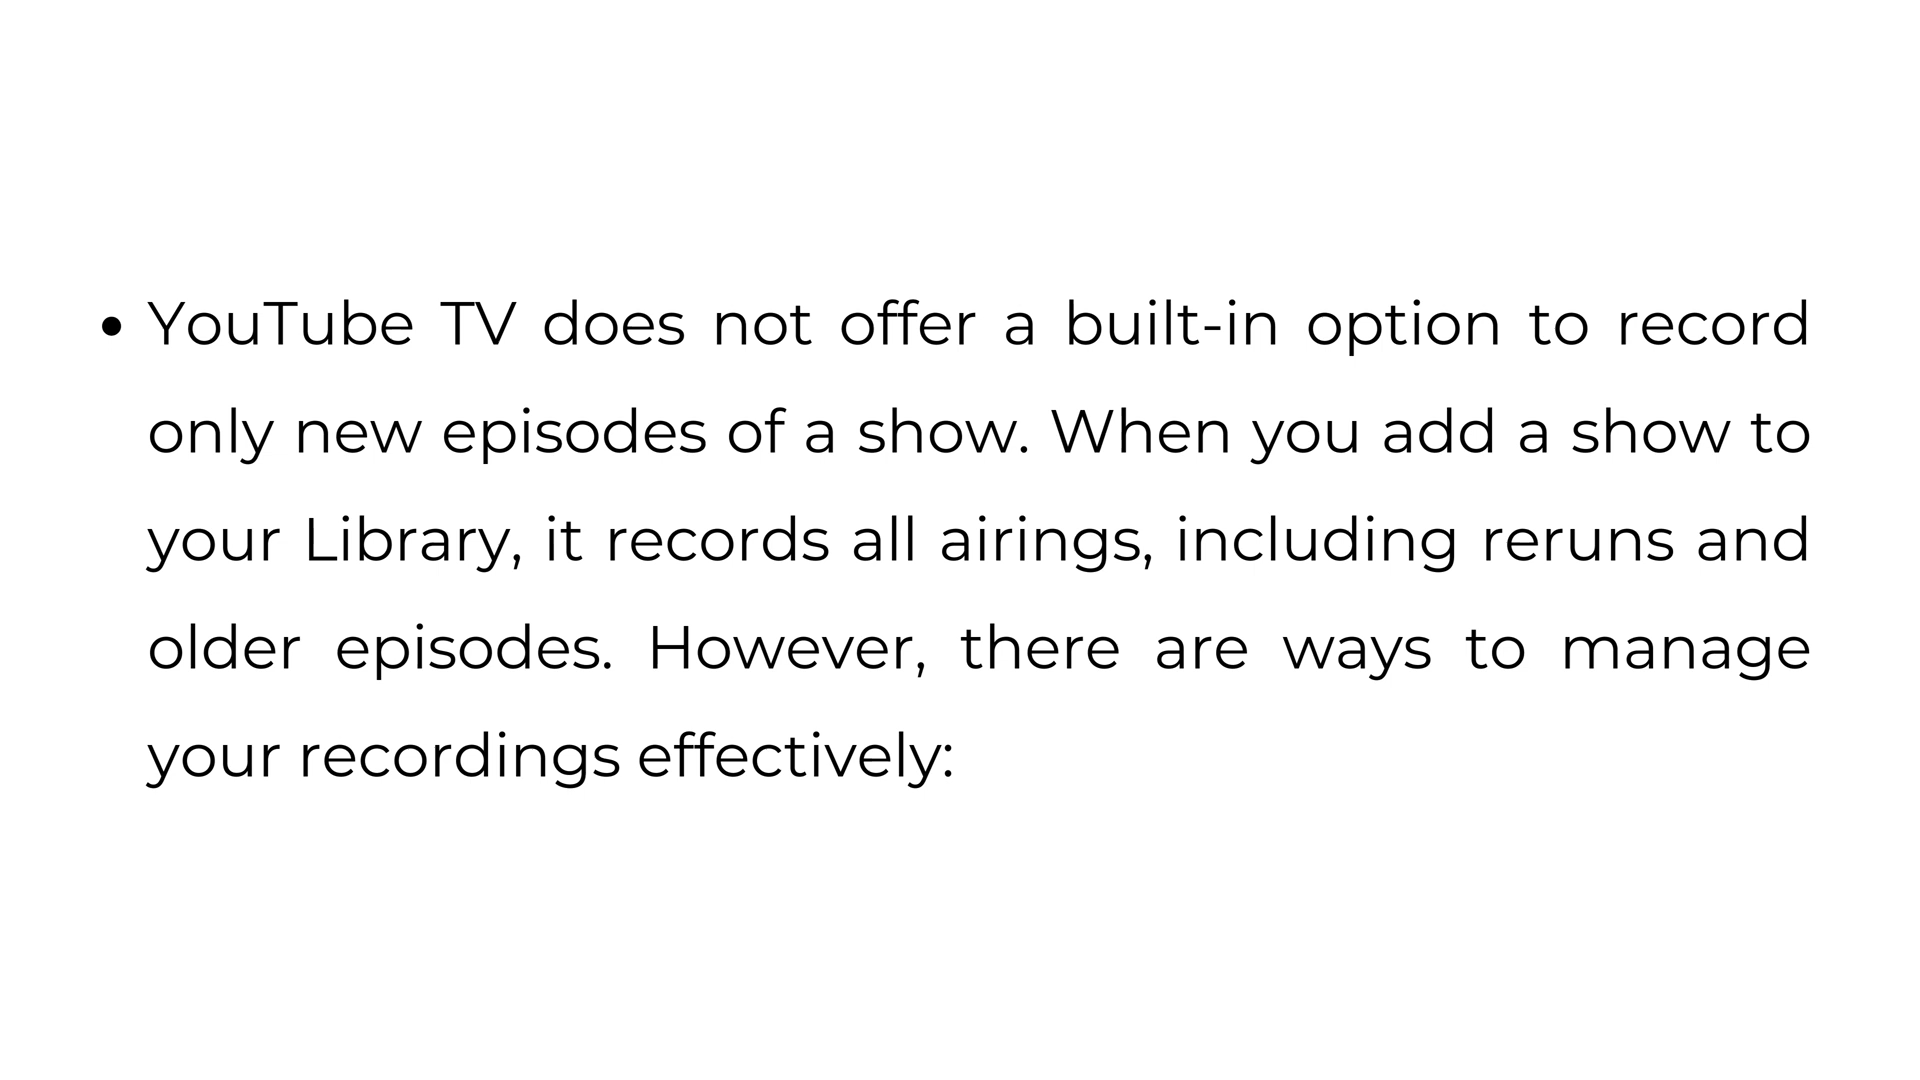 • YouTube TV does not offer a built-in option to record
only new episodes of a show. When you add a show to
your Library, it records all airings, including reruns and
older episodes. However, there are ways to manage
your recordings effectively: